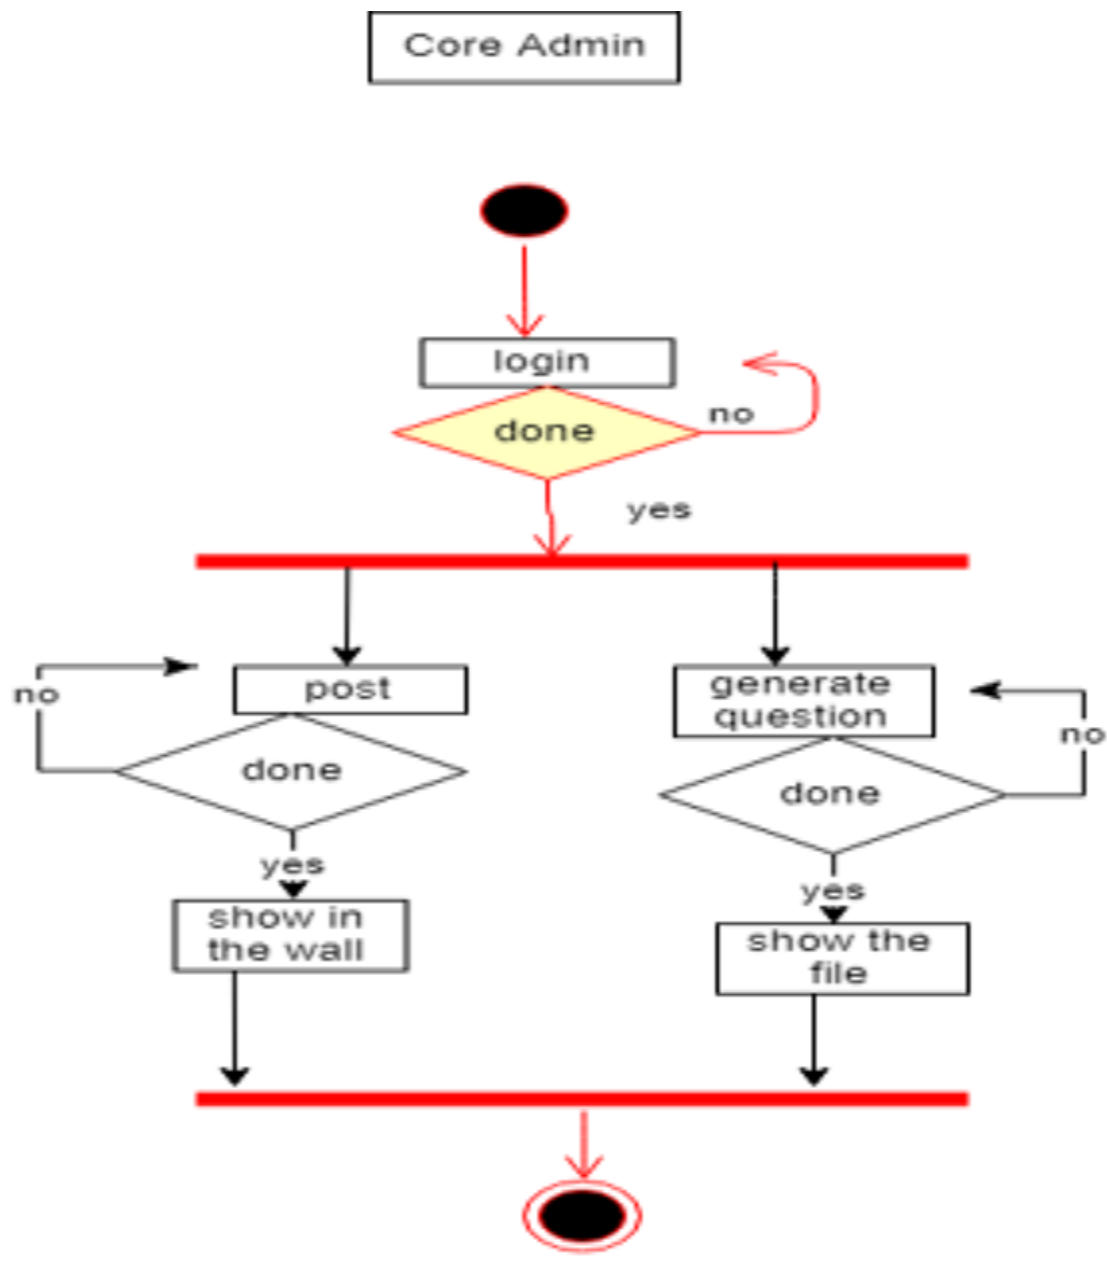 Core Admin
login
done
no
yes
post
no
done
yes
show in
the wall
generate
question
no
done
yes
show the
file